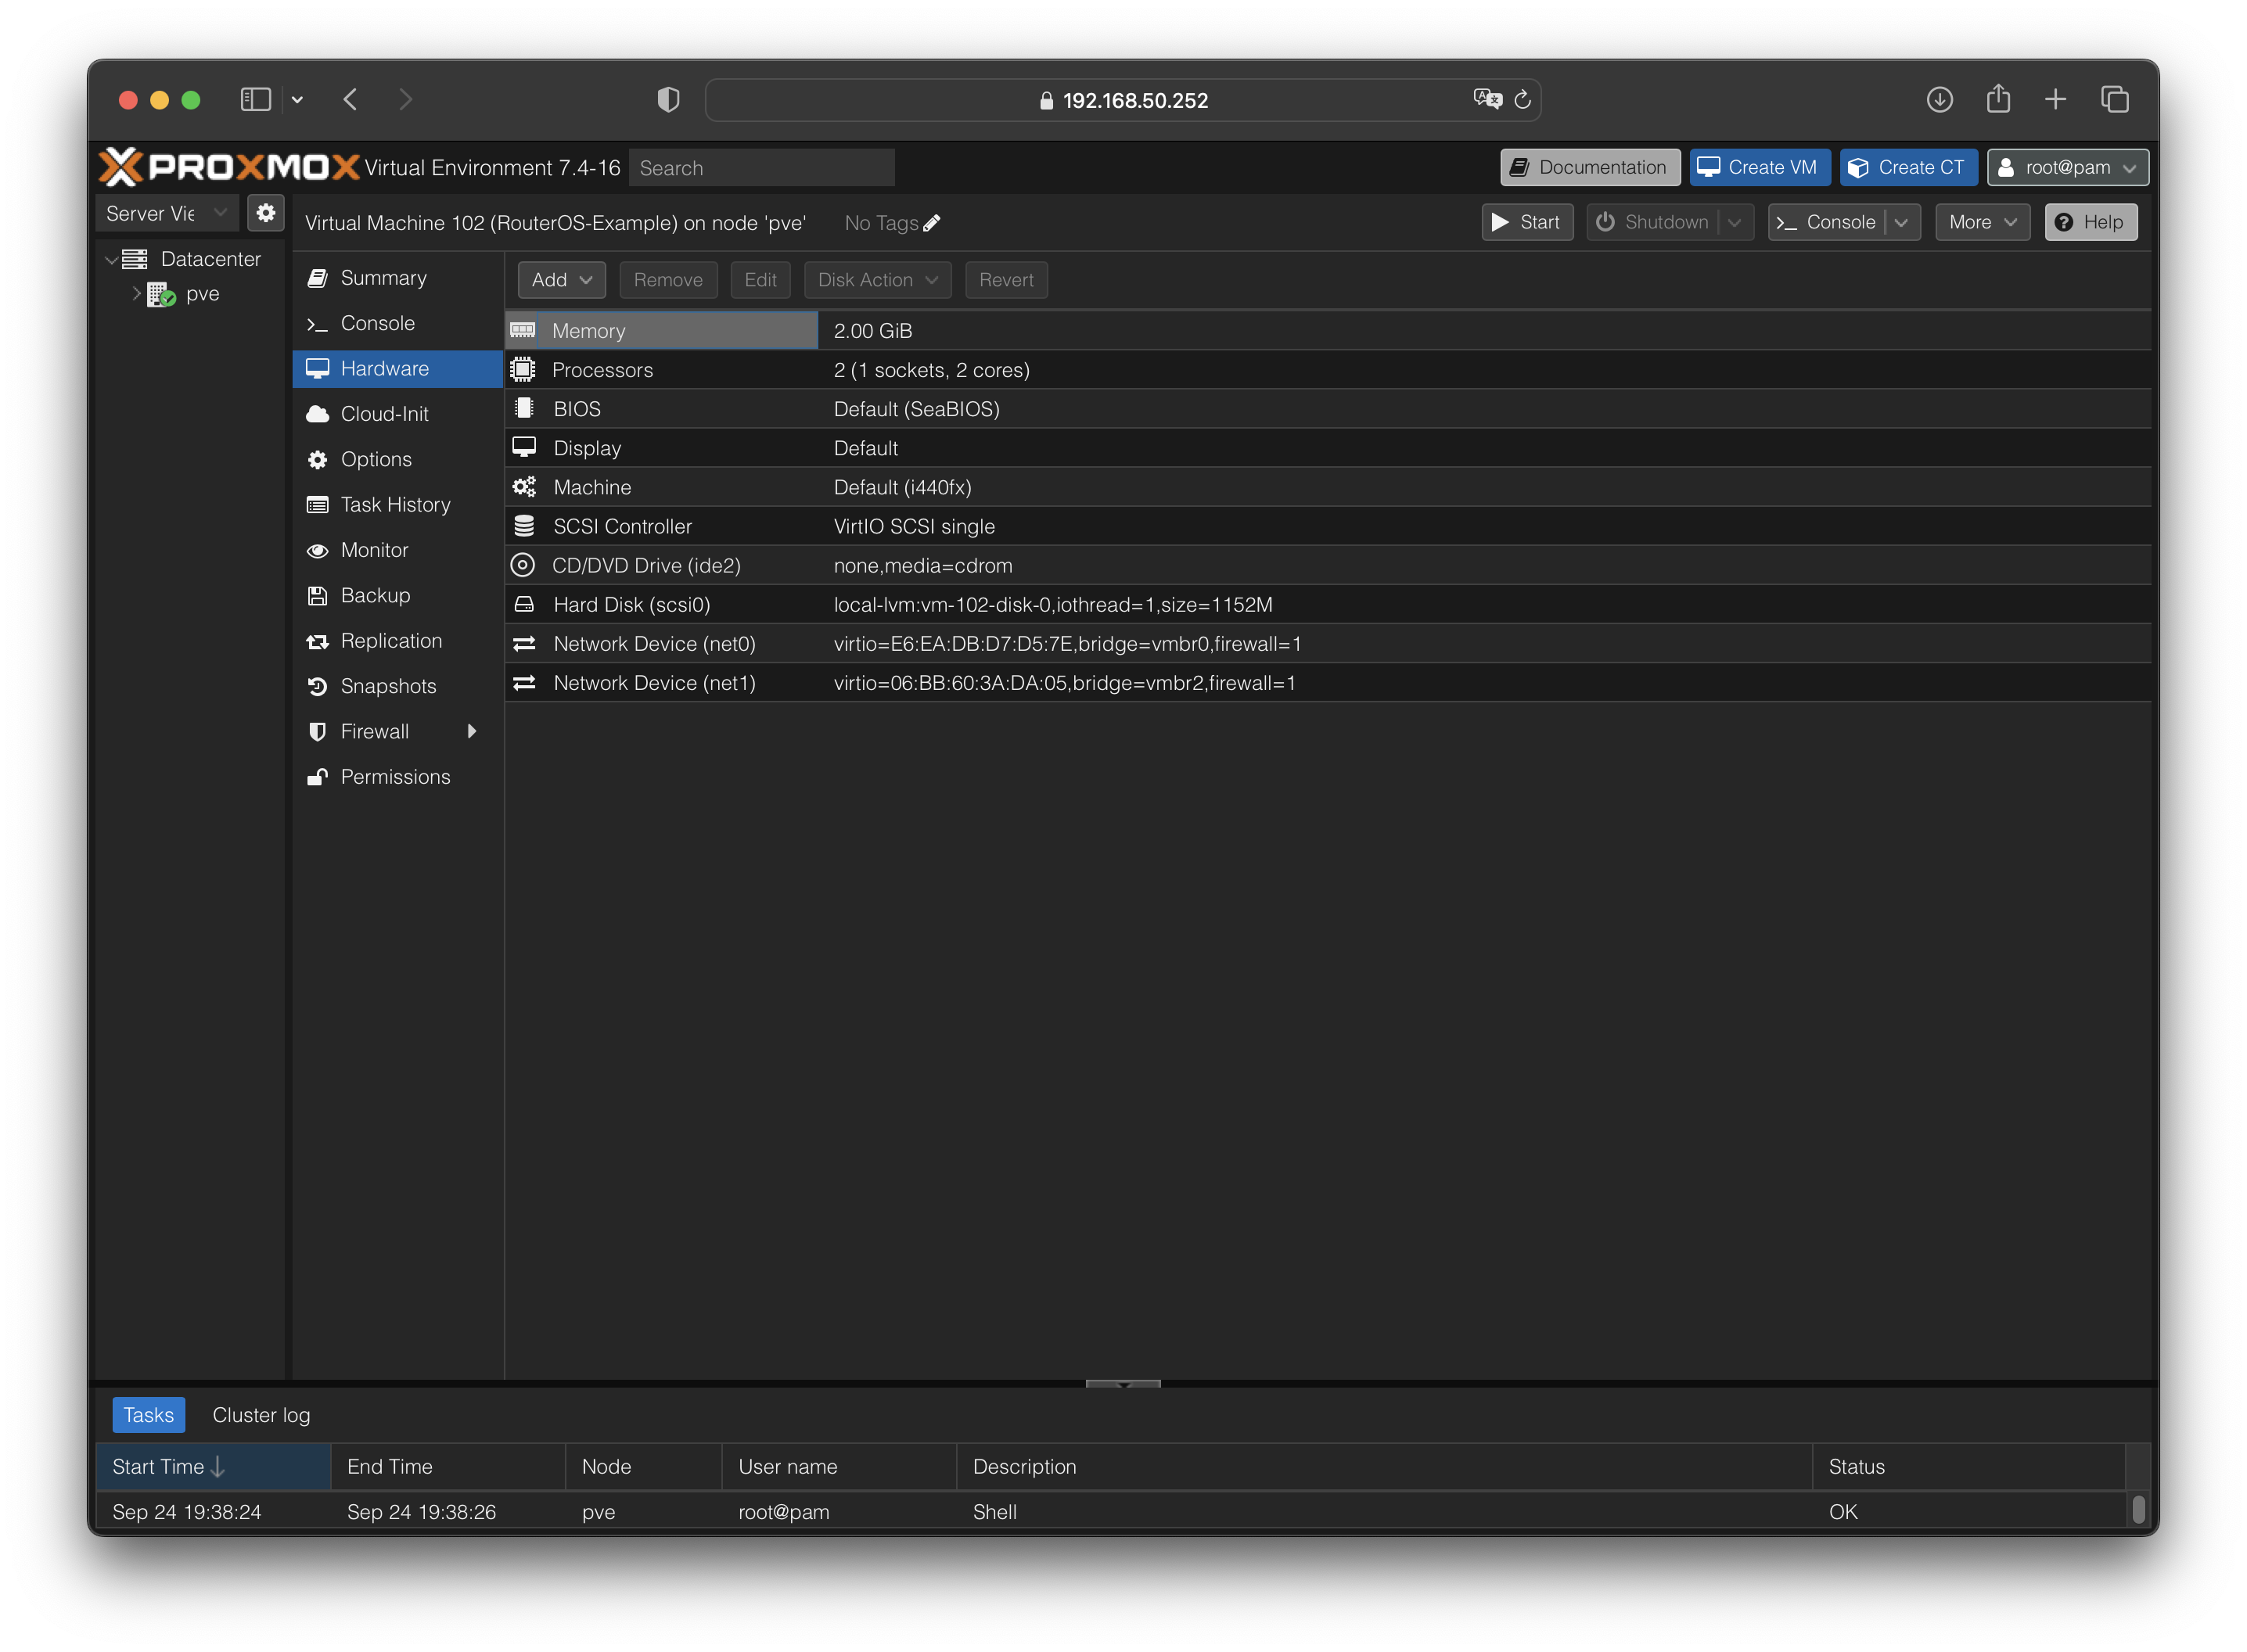 192.168.50.252
PROXMOX Virtual Environment 7.4-16 Search Documentation Create VM Create CT root@pam
Server Vie
Virtual Machine 102 (RouterOS-Example) on node 'pve' No Tags Start Shutdown Console More Help
Datacenter
pve
Summary
Console
Hardware
Cloud-Init
Options
Task History
Monitor
Backup
Replication
Snapshots
Firewall
Permissions
Add Remove Edit Disk Action Revert
Memory 2.00 GiB
Processors 2 (1 sockets, 2 cores)
BIOS Default (SeaBIOS)
Display Default
Machine Default (i440fx)
SCSI Controller VirtIO SCSI single
CD/DVD Drive (ide2) none,media=cdrom
Hard Disk (scsi0) local-lvm:vm-102-disk-0,iothread=1,size=1152M
Network Device (net0) virtio=E6:EA:DB:D7:D5:7E,bridge=vmbr0,firewall=1
Network Device (net1) virtio=06:BB:60:3A:DA:05,bridge=vmbr2,firewall=1
Tasks Cluster log
Start Time End Time Node User name Description Status
Sep 24 19:38:24 Sep 24 19:38:26 pve root@pam Shell OK